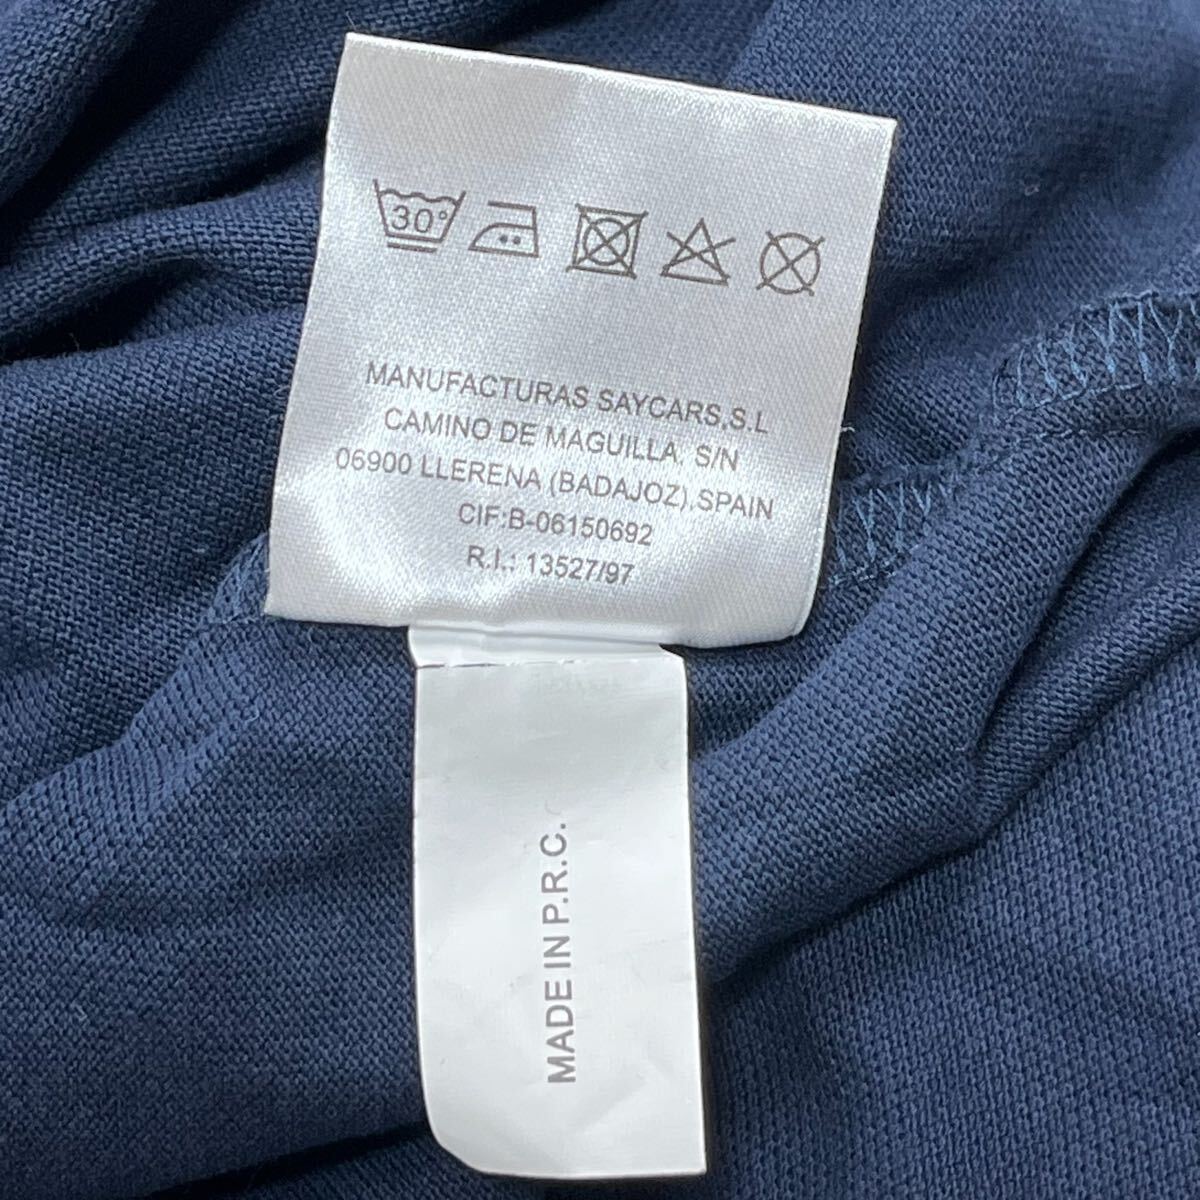 30°
MANUFACTURAS SAYCARS,S.L
CAMINO DE MAGUILLA. S/N
06900 LLERENA (BADAJOZ),SPAIN
CIF:B-06150692
R.I.: 13527/97
MADE IN P.R.C.